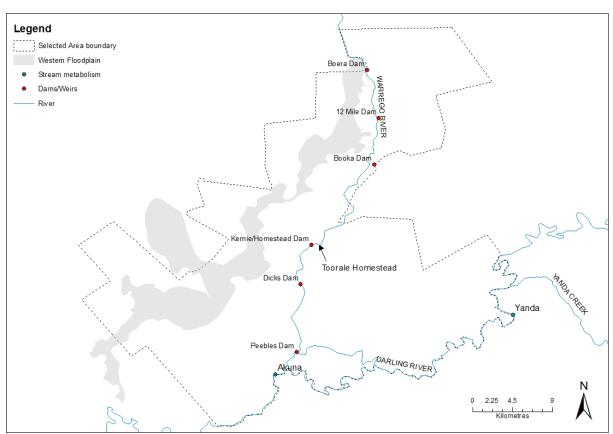 Legend
Selected Area boundary
Western Floodplain
Stream metabolism
Dams/Weirs
River
Boera Dam
WARREGO RIVER
12 Mile Dam
Booka Dam
Kernie/Homestead Dam
Toorale Homestead
Dicks Dam
YANDA CREEK
Yanda
Peebles Dam
DARLING RIVER
Akuna
N
0 2.25 4.5 9
Kilometres